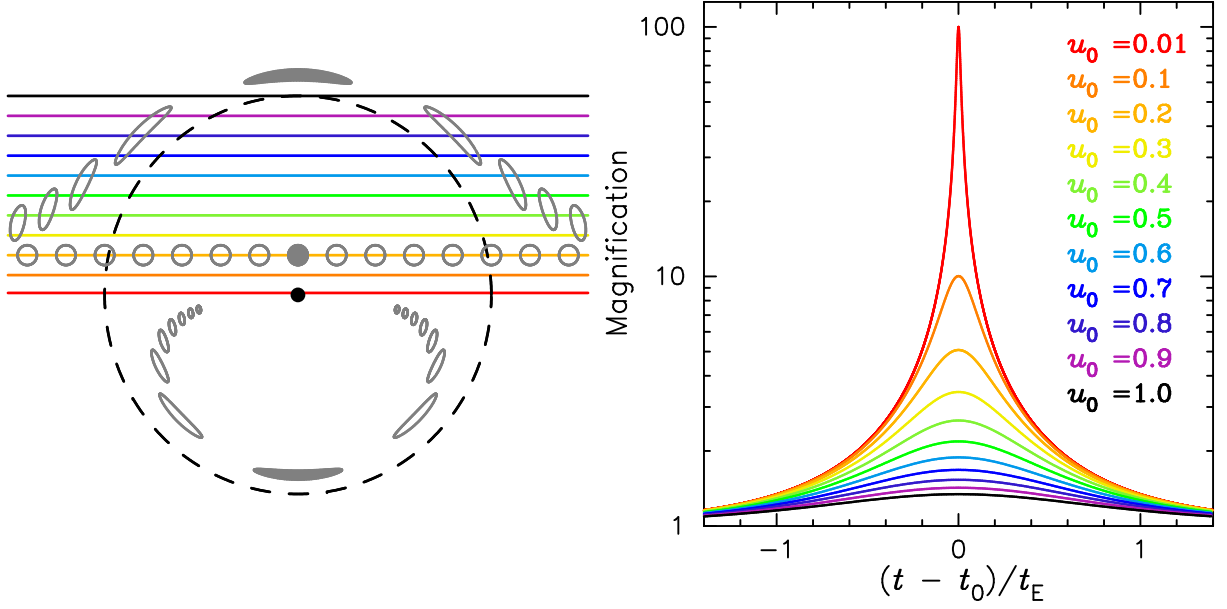 Magnification
100
10
1
u0 =0.01
u0 =0.1
u0 =0.2
u0 =0.3
u0 =0.4
u0 =0.5
u0 =0.6
u0 =0.7
u0 =0.8
u0 =0.9
u0 =1.0
−1 0 1
(t − t0)/tE